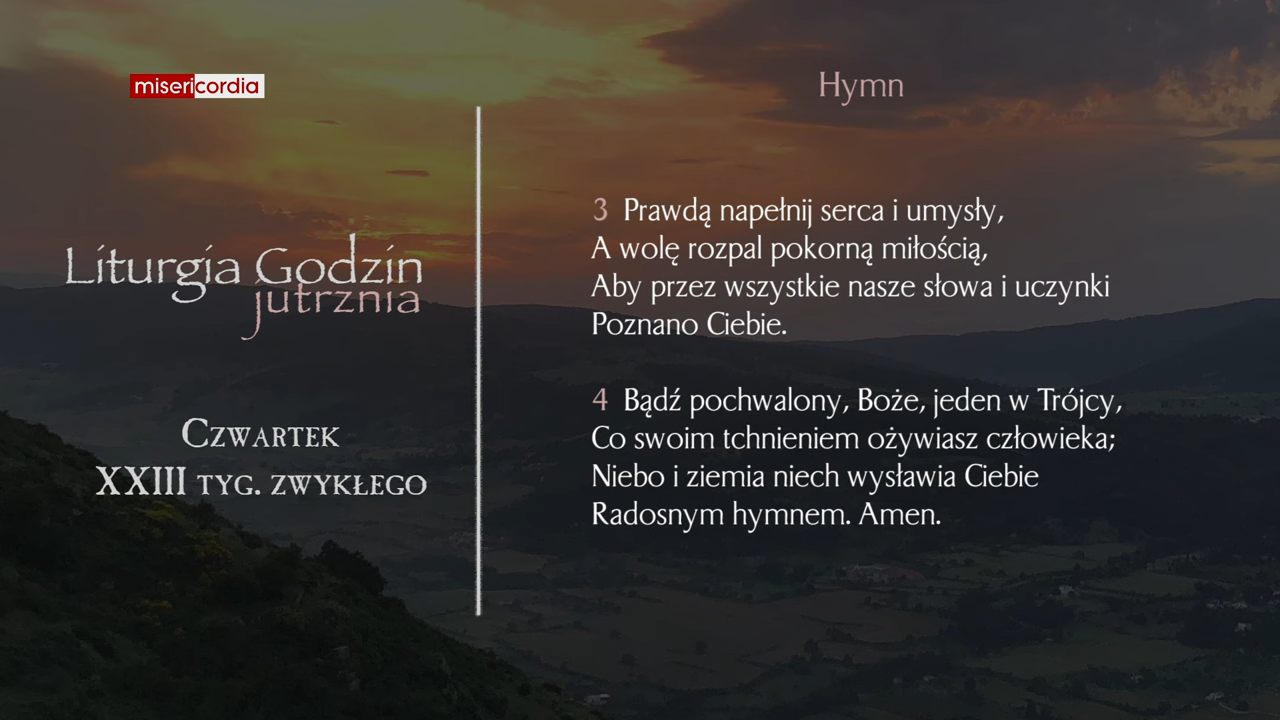 misericordia
Liturgia Godzin
jutrznia
Czwartek
XXIII tyg. zwykłego
Hymn
3 Prawdą napełnij serca i umysły,
A wolę rozpal pokorną miłością,
Aby przez wszystkie nasze słowa i uczynki
Poznano Ciebie.
4 Bądź pochwalony, Boże, jeden w Trójcy,
Co swoim tchnieniem ożywiasz człowieka;
Niebo i ziemia niech wysławia Ciebie
Radosnym hymnem. Amen.